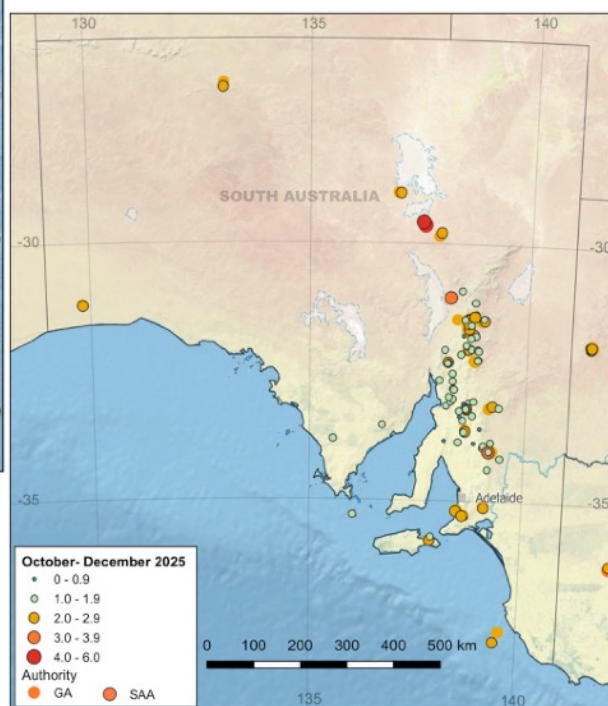 130 135 140
SOUTH AUSTRALIA
-30 -30
-35 Adelaide -35
October- December 2025
0 - 0.9
1.0 - 1.9
2.0 - 2.9
3.0 - 3.9
4.0 - 6.0
Authority
GA SAA
0 100 200 300 400 500 km
135 140